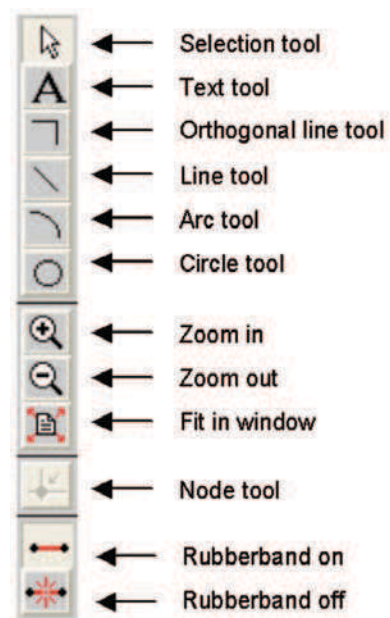 Selection tool
A
Text tool
Orthogonal line tool
Line tool
Arc tool
Circle tool
Zoom in
Zoom out
Fit in window
Node tool
Rubberband on
Rubberband off